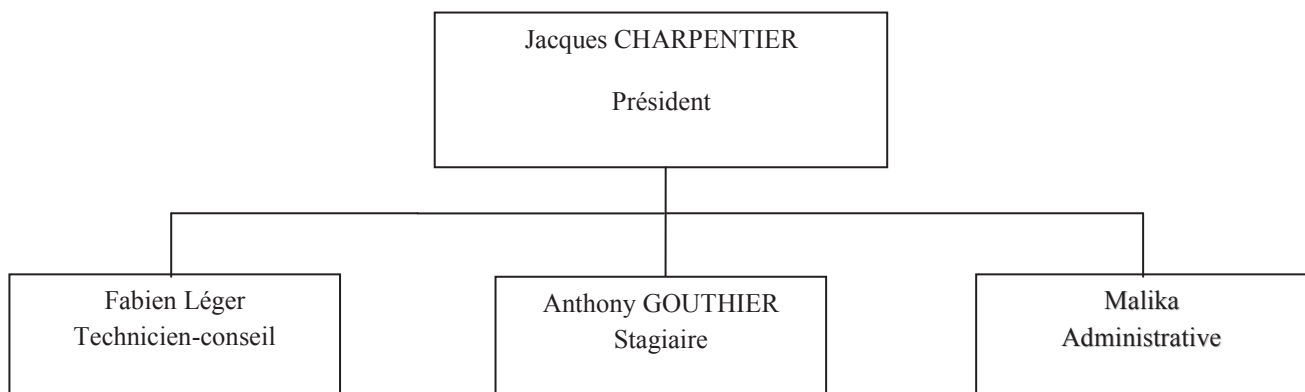 Jacques CHARPENTIER
Président
Fabien Léger
Technicien-conseil
Anthony GOUTHIER
Stagiaire
Malika
Administrative